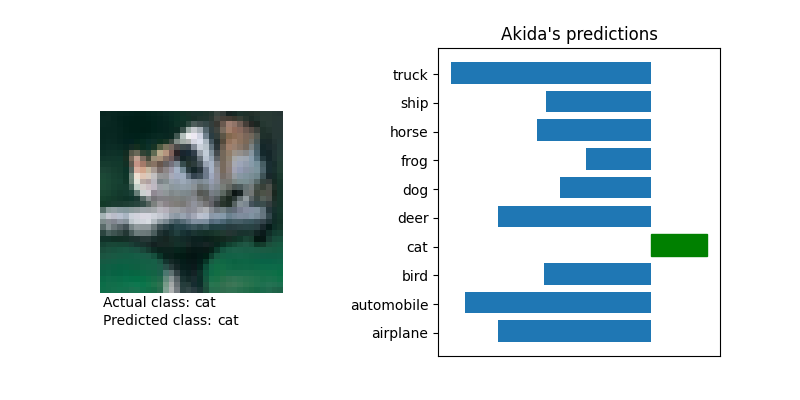 Akida's predictions
truck
ship
horse
frog
dog
deer
cat
bird
automobile
airplane
Actual class: cat
Predicted class: cat